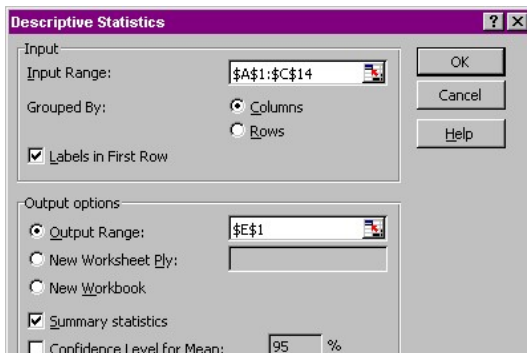 Descriptive Statistics
Input
Input Range: $A$1:$C$14
Grouped By: Columns
Rows
Labels in First Row
OK
Cancel
Help
Output options
Output Range: $E$1
New Worksheet Ply:
New Workbook
Summary statistics
Confidence Level for Mean: 95 %